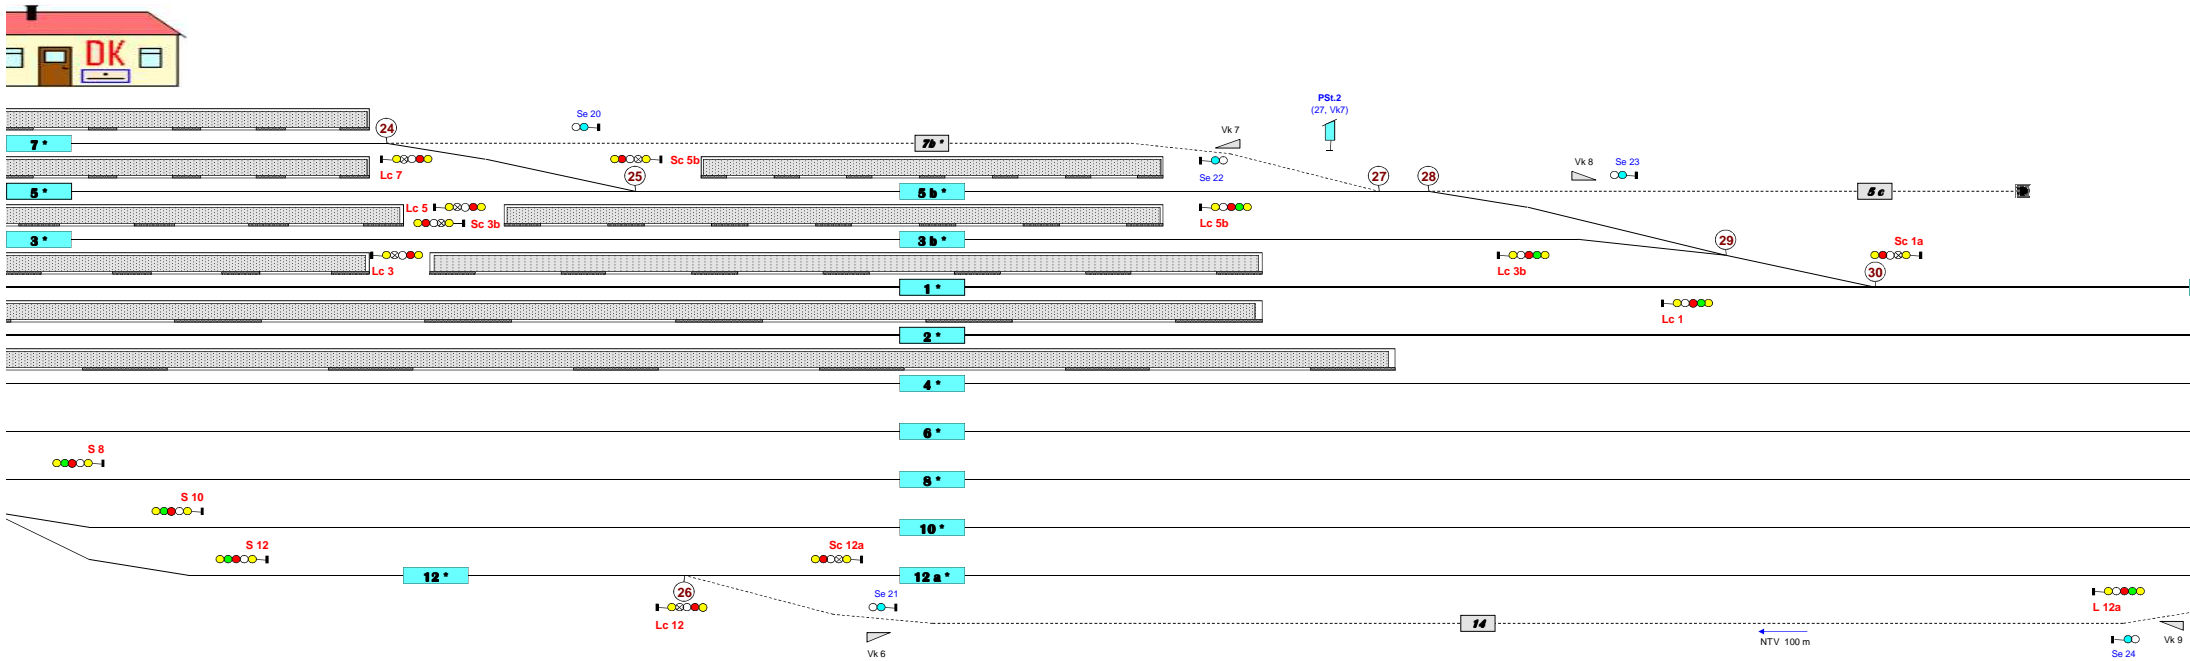 DK
PSt.2
(27, Vk7)
Se 20
24
7 *
7b *
Vk 7
Lc 7
Sc 5b
25
Se 22
27
28
Vk 8
Se 23
5 *
5 b *
5 c
Lc 5
Sc 3b
Lc 5b
3 *
3 b *
29
Sc 1a
Lc 3
Lc 3b
30
1 *
Lc 1
2 *
4 *
6 *
S 8
8 *
S 10
10 *
S 12
Sc 12a
12 *
12 a *
26
Se 21
L 12a
Lc 12
14
NTV 100 m
Vk 9
Vk 6
Se 24